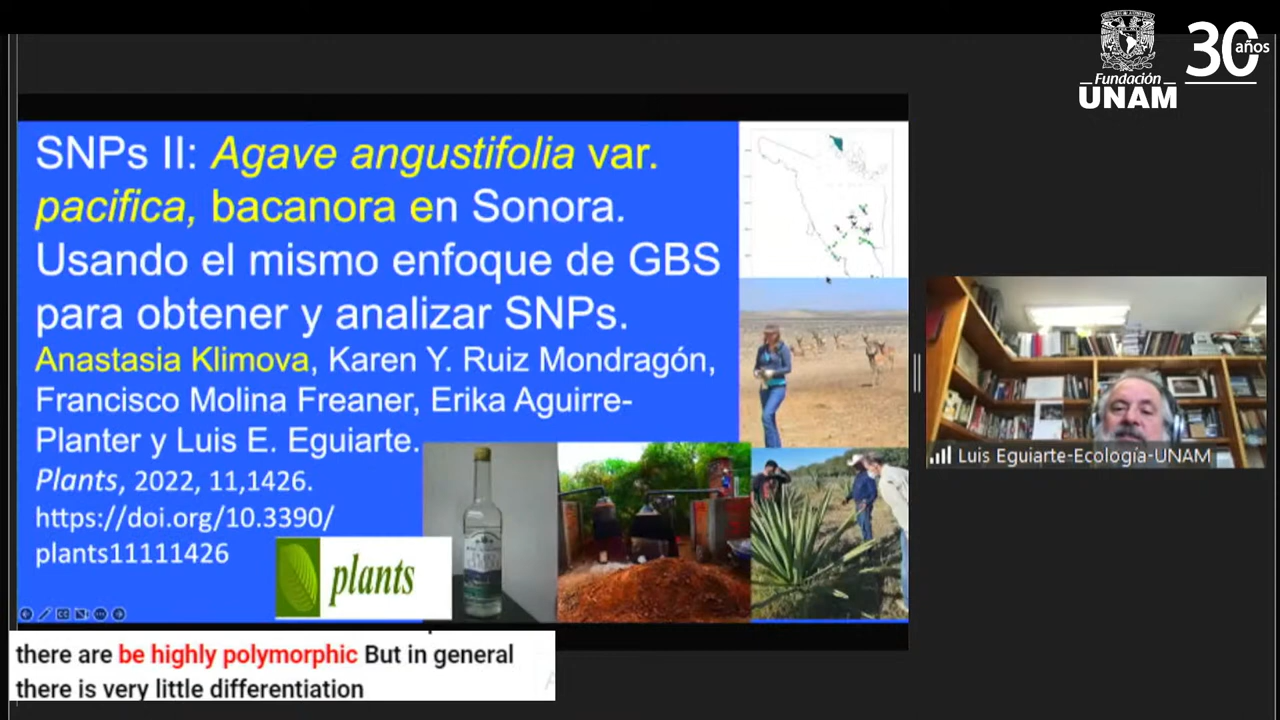 Fundación
UNAM
30 años
SNPs II: Agave angustifolia var.
pacifica, bacanora en Sonora.
Usando el mismo enfoque de GBS
para obtener y analizar SNPs.
Anastasia Klimova, Karen Y. Ruiz Mondragón,
Francisco Molina Freaner, Erika Aguirre-
Planter y Luis E. Eguiarte.
Plants, 2022, 11,1426.
https://doi.org/10.3390/
plants11111426
plants
Luis Eguiarte-Ecología-UNAM
there are be highly polymorphic But in general
there is very little differentiation